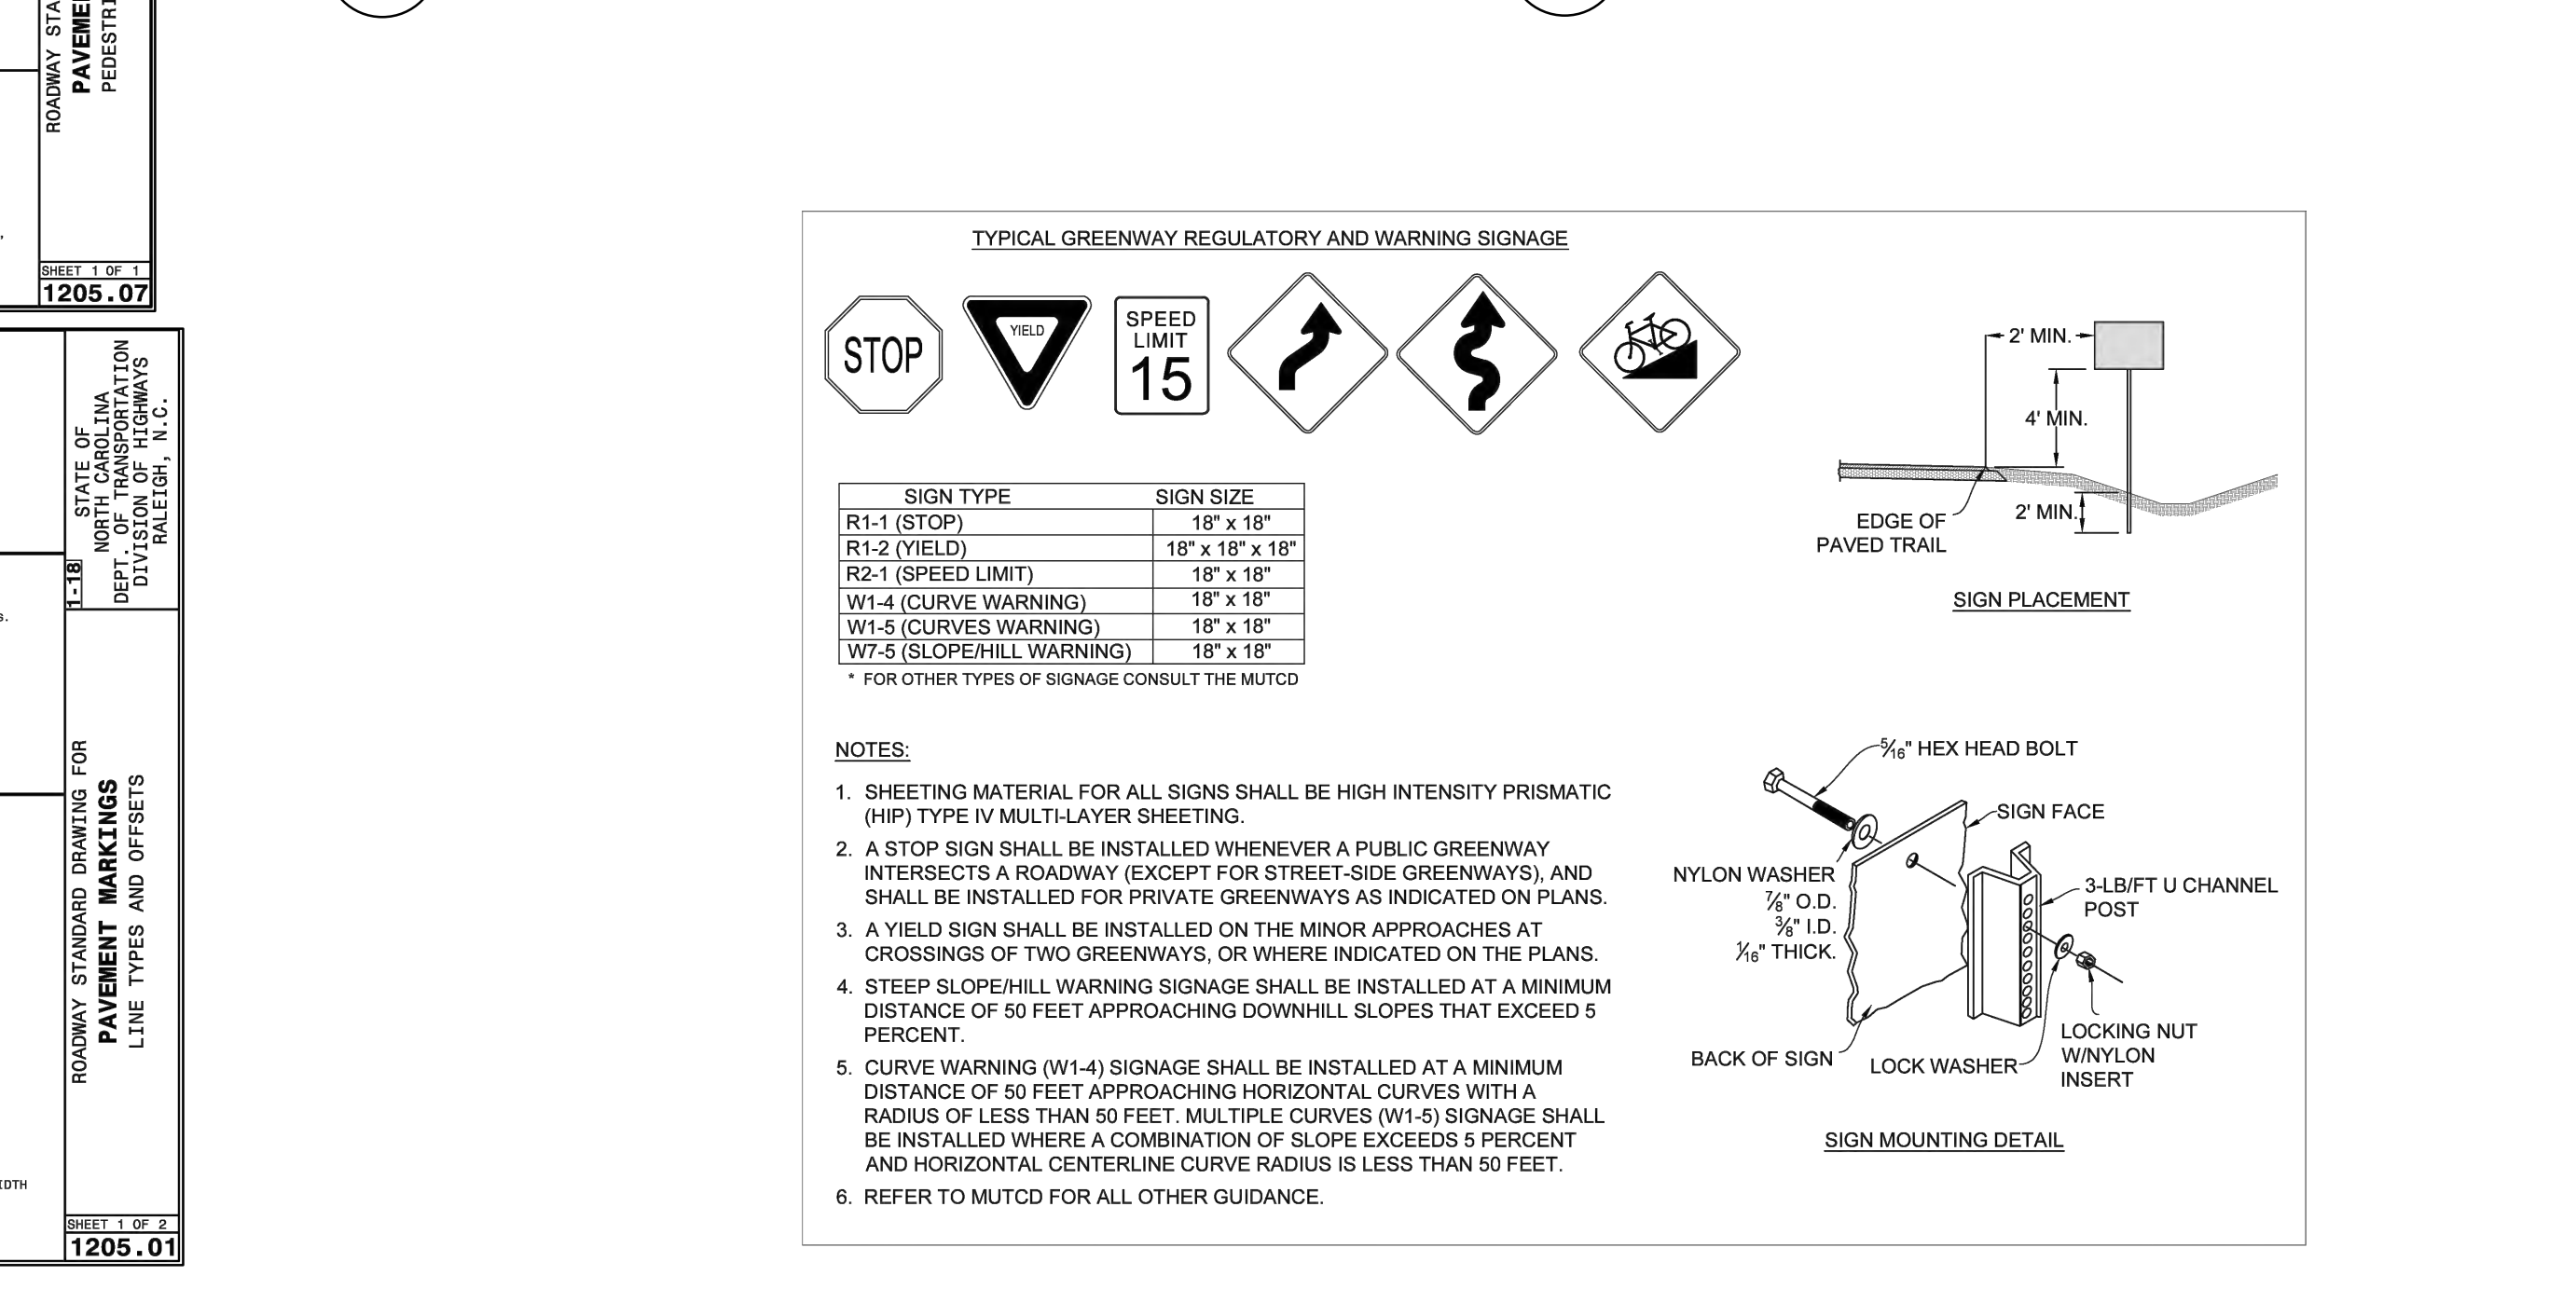 ROADWAY STA
PAVEME
PEDESTRI
SHEET 1 OF 1
1205.07
1-18
STATE OF
NORTH CAROLINA
DEPT. OF TRANSPORTATION
DIVISION OF HIGHWAYS
RALEIGH, N.C.
ROADWAY STANDARD DRAWING FOR
PAVEMENT MARKINGS
LINE TYPES AND OFFSETS
SHEET 1 OF 2
1205.01
s.
IDTH
TYPICAL GREENWAY REGULATORY AND WARNING SIGNAGE
STOP
YIELD
SPEED
LIMIT
15
SIGN TYPE SIGN SIZE
R1-1 (STOP) 18" x 18"
R1-2 (YIELD) 18" x 18" x 18"
R2-1 (SPEED LIMIT) 18" x 18"
W1-4 (CURVE WARNING) 18" x 18"
W1-5 (CURVES WARNING) 18" x 18"
W7-5 (SLOPE/HILL WARNING) 18" x 18"
* FOR OTHER TYPES OF SIGNAGE CONSULT THE MUTCD
2' MIN.
4' MIN.
2' MIN.
EDGE OF
PAVED TRAIL
SIGN PLACEMENT
NOTES:
1. SHEETING MATERIAL FOR ALL SIGNS SHALL BE HIGH INTENSITY PRISMATIC
(HIP) TYPE IV MULTI-LAYER SHEETING.
2. A STOP SIGN SHALL BE INSTALLED WHENEVER A PUBLIC GREENWAY
INTERSECTS A ROADWAY (EXCEPT FOR STREET-SIDE GREENWAYS), AND
SHALL BE INSTALLED FOR PRIVATE GREENWAYS AS INDICATED ON PLANS.
3. A YIELD SIGN SHALL BE INSTALLED ON THE MINOR APPROACHES AT
CROSSINGS OF TWO GREENWAYS, OR WHERE INDICATED ON THE PLANS.
4. STEEP SLOPE/HILL WARNING SIGNAGE SHALL BE INSTALLED AT A MINIMUM
DISTANCE OF 50 FEET APPROACHING DOWNHILL SLOPES THAT EXCEED 5
PERCENT.
5. CURVE WARNING (W1-4) SIGNAGE SHALL BE INSTALLED AT A MINIMUM
DISTANCE OF 50 FEET APPROACHING HORIZONTAL CURVES WITH A
RADIUS OF LESS THAN 50 FEET. MULTIPLE CURVES (W1-5) SIGNAGE SHALL
BE INSTALLED WHERE A COMBINATION OF SLOPE EXCEEDS 5 PERCENT
AND HORIZONTAL CENTERLINE CURVE RADIUS IS LESS THAN 50 FEET.
6. REFER TO MUTCD FOR ALL OTHER GUIDANCE.
5/16" HEX HEAD BOLT
SIGN FACE
NYLON WASHER
7/8" O.D.
3/8" I.D.
1/16" THICK.
3-LB/FT U CHANNEL
POST
BACK OF SIGN
LOCK WASHER
LOCKING NUT
W/NYLON
INSERT
SIGN MOUNTING DETAIL